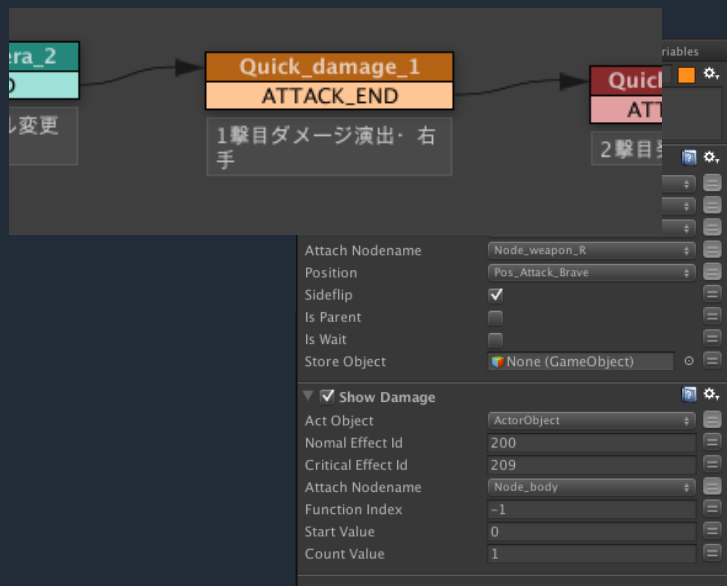 Quick_damage_1
ATTACK_END
1撃目ダメージ演出・右
手
era_2
ル変更
Quick
ATT
2撃目
riables
Attach Nodename
Node_weapon_R
Position
Pos_Attack_Brave
Sideflip
Is Parent
Is Wait
Store Object
None (GameObject)
Show Damage
Act Object
ActorObject
Nomal Effect Id
200
Critical Effect Id
209
Attach Nodename
Node_body
Function Index
-1
Start Value
0
Count Value
1